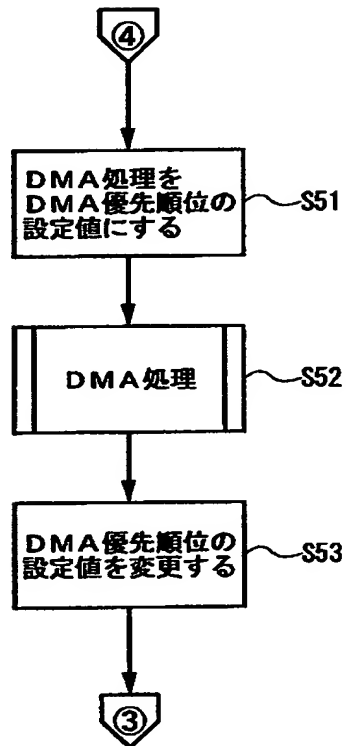 ④
DMA処理を
DMA優先順位の
設定値にする
S51
DMA処理
S52
DMA優先順位の
設定値を変更する
S53
③